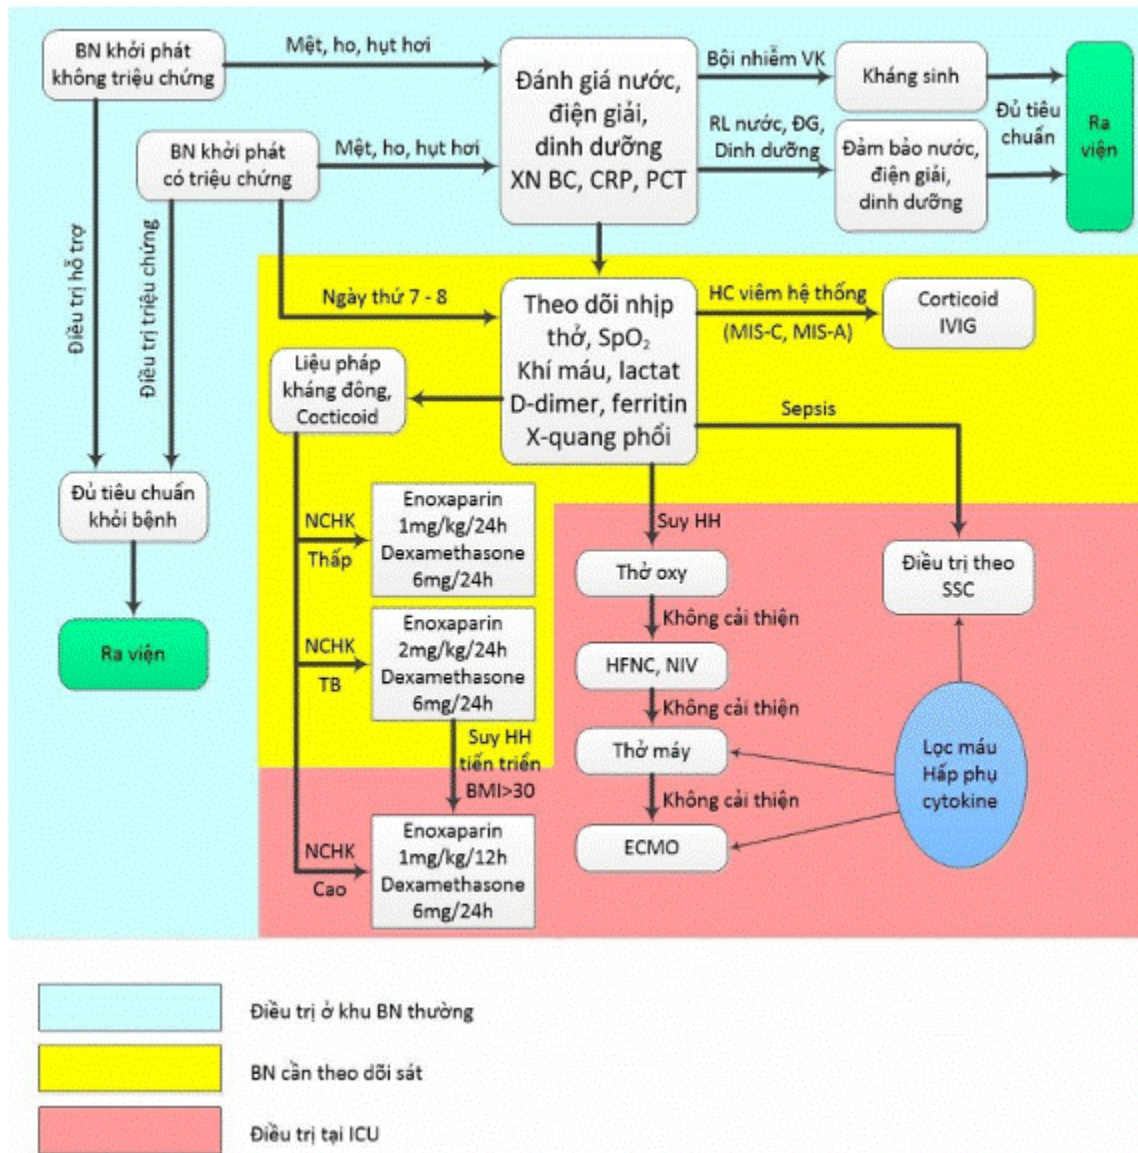 BN khởi phát
không triệu chứng
Mệt, ho, hụt hơi
Đánh giá nước,
điện giải,
dinh dưỡng
XN BC, CRP, PCT
Bội nhiễm VK
Kháng sinh
Đủ tiêu
chuẩn
Ra
viện
BN khởi phát
có triệu chứng
Mệt, ho, hụt hơi
RL nước, ĐG,
Dinh dưỡng
Đảm bảo nước,
điện giải,
dinh dưỡng
Điều trị hỗ trợ
Điều trị triệu chứng
Ngày thứ 7 - 8
Theo dõi nhịp
thở, SpO₂
Khí máu, lactat
D-dimer, ferritin
X-quang phổi
HC viêm hệ thống
(MIS-C, MIS-A)
Corticoid
IVIG
Liệu pháp
kháng đông,
Cocticoid
Sepsis
Đủ tiêu chuẩn
khỏi bệnh
Ra viện
NCHK
Thấp
Enoxaparin
1mg/kg/24h
Dexamethasone
6mg/24h
NCHK
TB
Enoxaparin
2mg/kg/24h
Dexamethasone
6mg/24h
Suy HH
tiến triển
BMI>30
NCHK
Cao
Enoxaparin
1mg/kg/12h
Dexamethasone
6mg/24h
Suy HH
Thở oxy
Không cải thiện
HFNC, NIV
Không cải thiện
Thở máy
Không cải thiện
ECMO
Điều trị theo
SSC
Lọc máu
Hấp phụ
cytokine
Điều trị ở khu BN thường
BN cần theo dõi sát
Điều trị tại ICU